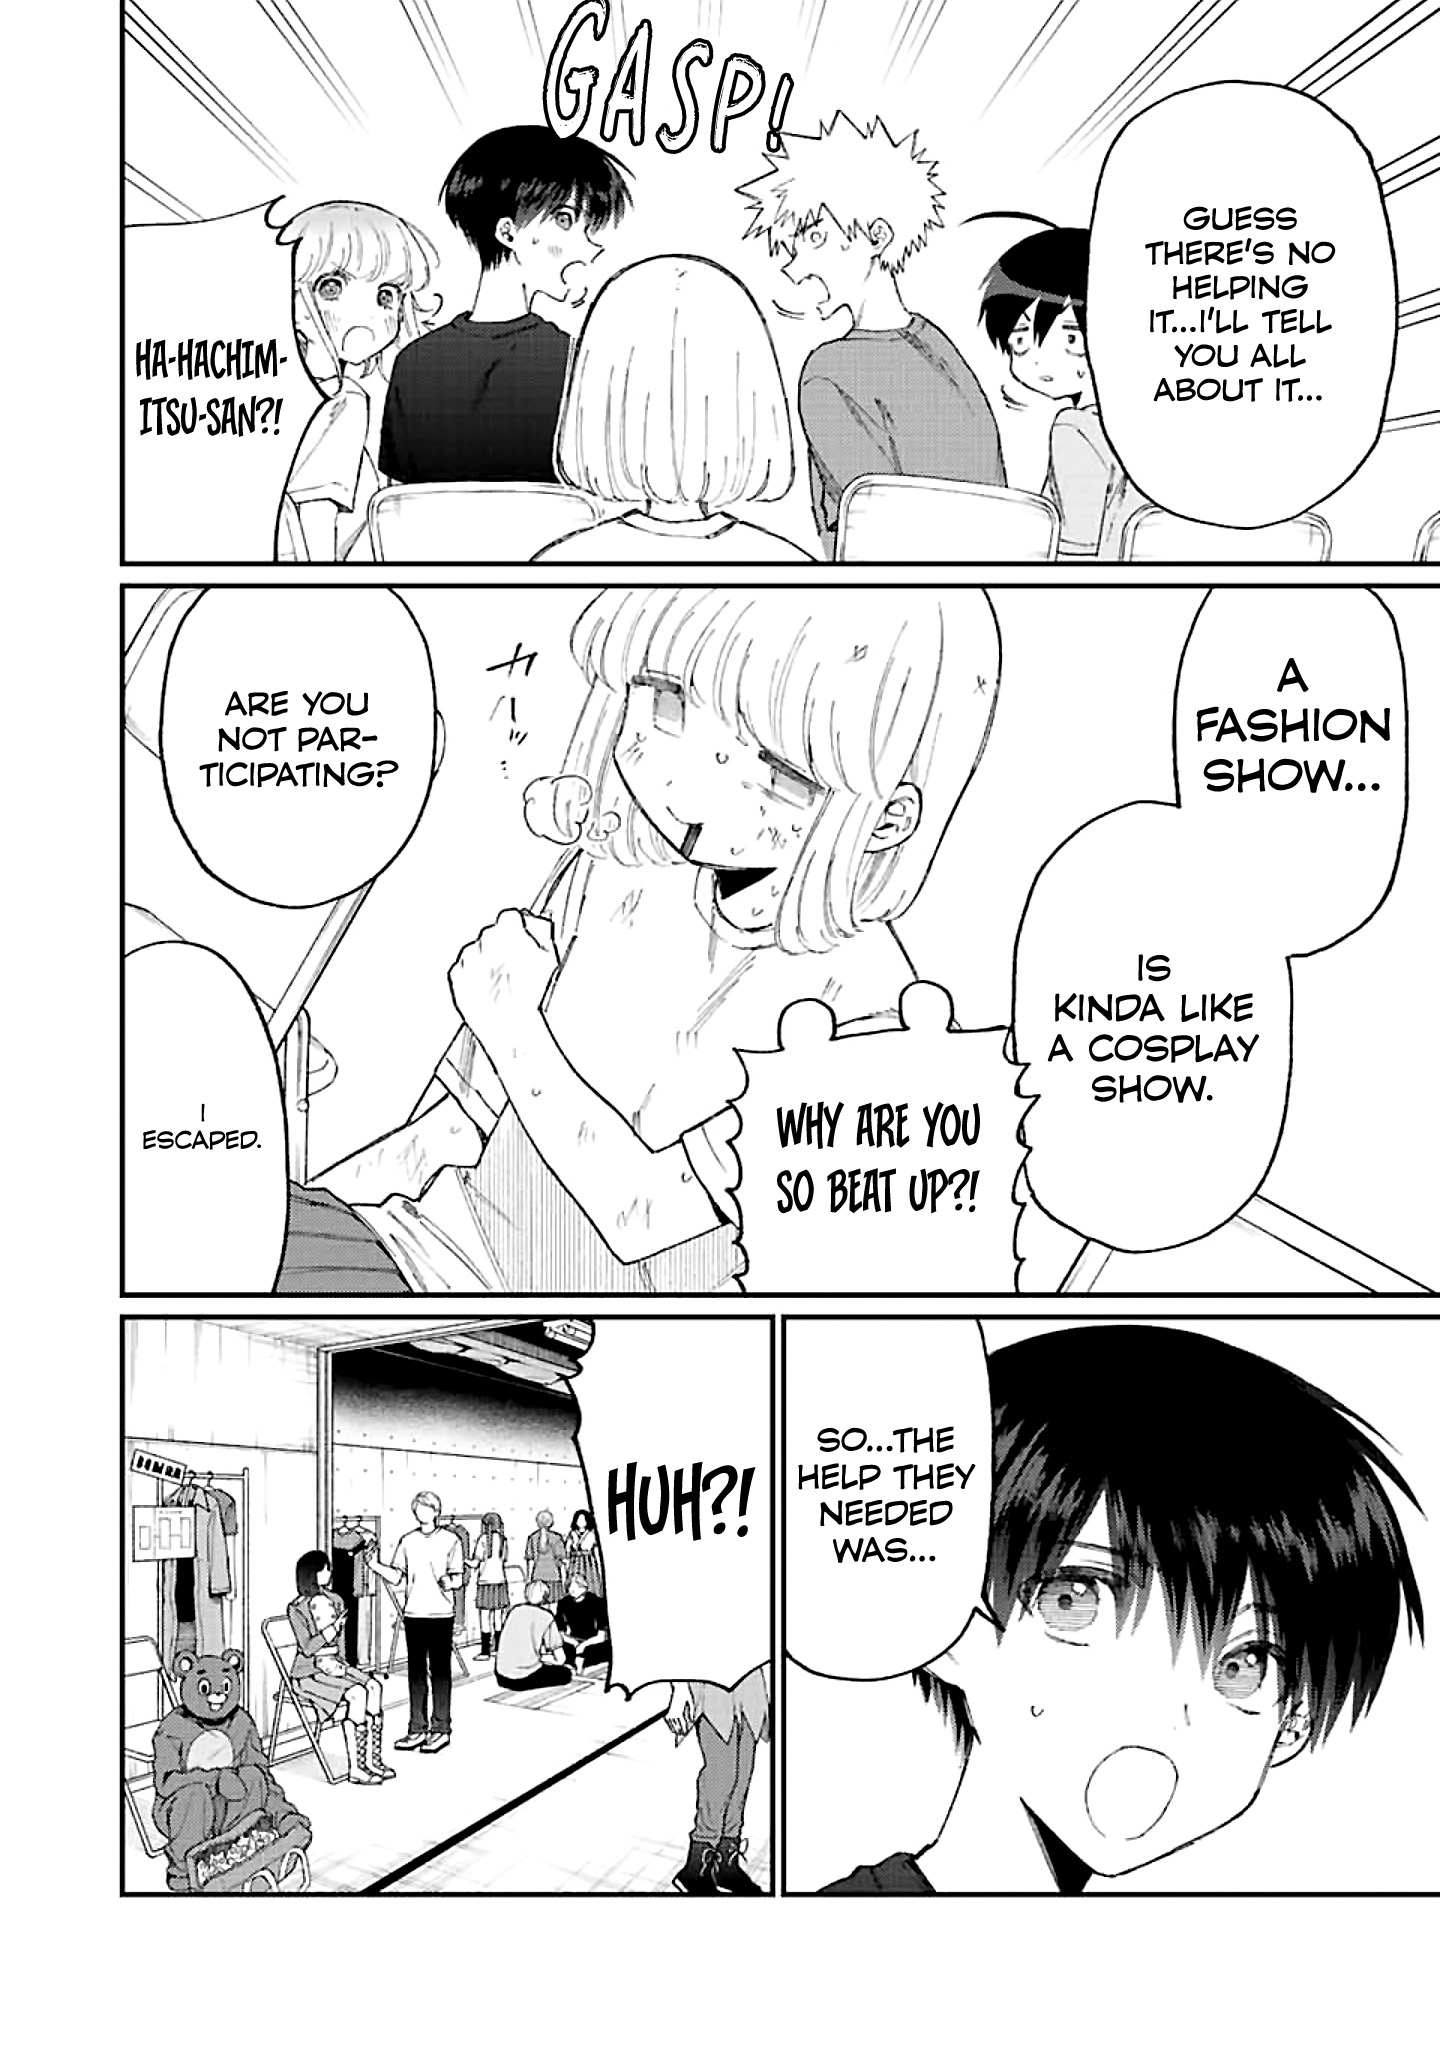 GASP!
GUESS
THERE'S NO
HELPING
IT...I'LL TELL
YOU ALL
ABOUT IT...
HA-HACHIM-
ITSU-SAN?!
A
FASHION
SHOW...
IS
KINDA LIKE
A COSPLAY
SHOW.
WHY ARE YOU
SO BEAT UP?!
ARE YOU
NOT PAR-
TICIPATING?
I
ESCAPED.
SO...THE
HELP THEY
NEEDED
WAS...
HUH?!